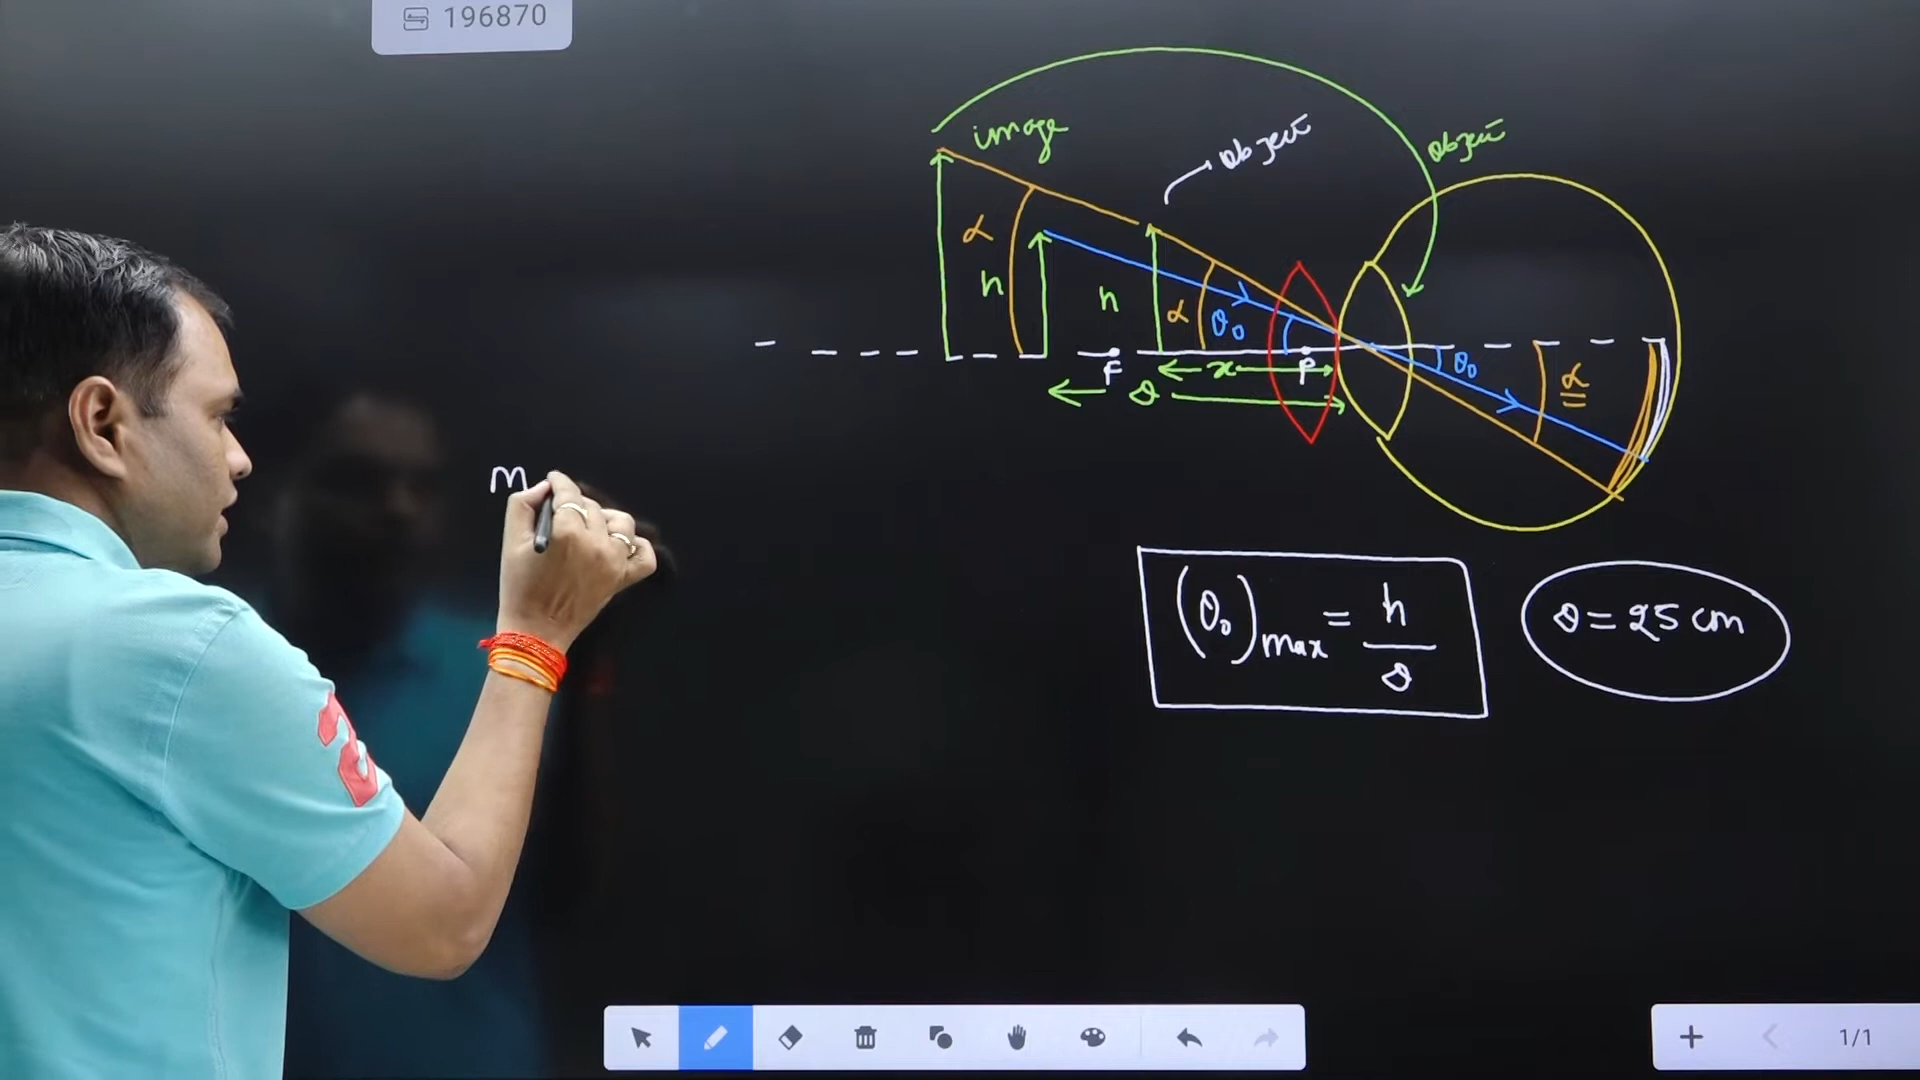 196870
image
object
object
α
h
h
α
θ₀
θ₀
α
F
x
P
D
M
(θ₀)max = h / D
D = 25 cm
1/1